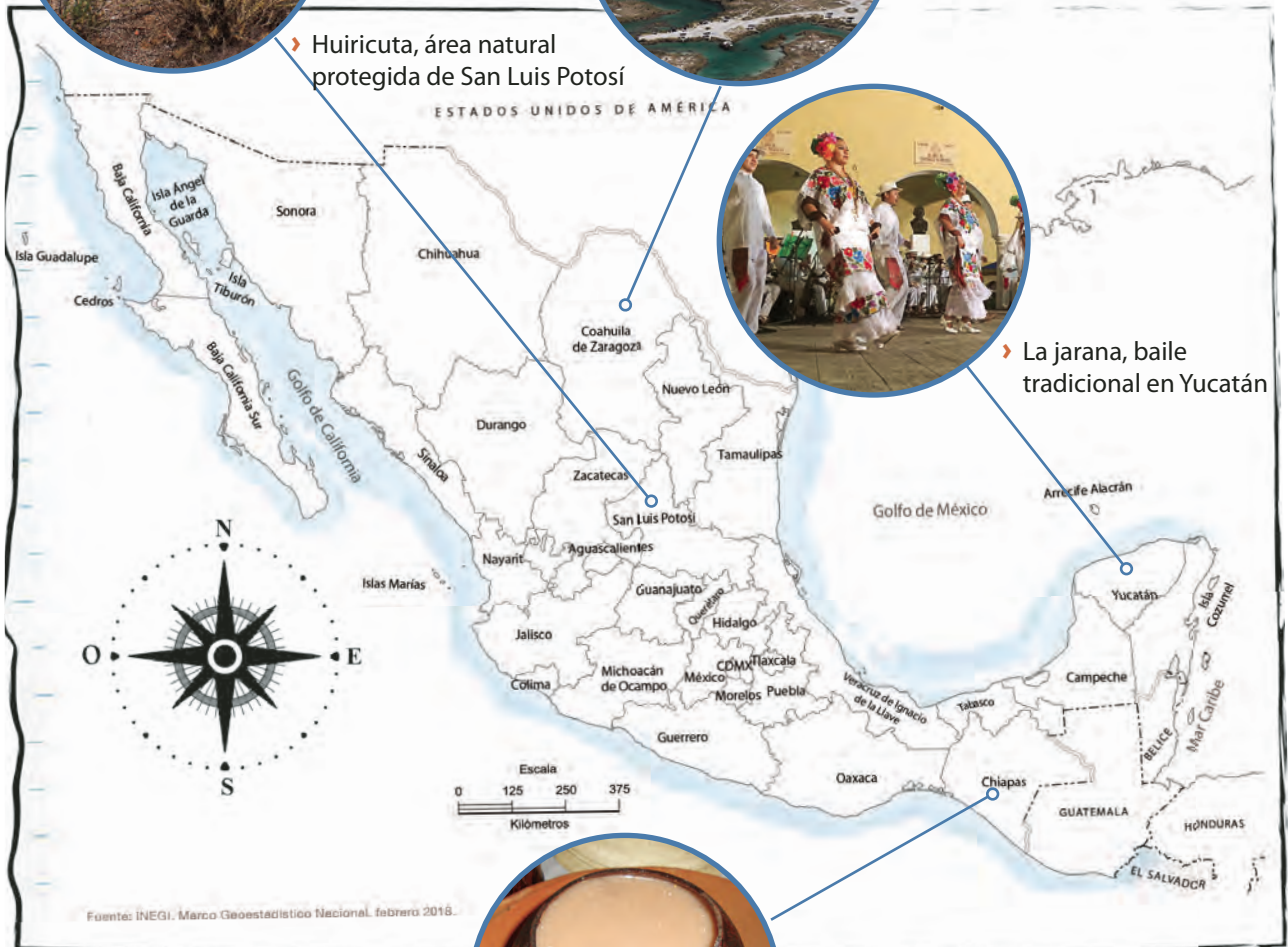 › Huiricuta, área natural
protegida de San Luis Potosí
ESTADOS UNIDOS DE AMÉRICA
Baja California
Isla Ángel
de la
Guarda
Sonora
Chihuahua
Isla Guadalupe
Isla
Tiburón
Cedros
Coahuila
de Zaragoza
› La jarana, baile
tradicional en Yucatán
Baja California Sur
Golfo de California
Nuevo León
Durango
Sinaloa
Tamaulipas
Zacatecas
Arrecife Alacrán
Golfo de México
San Luis Potosí
N
Nayarit
Aguascalientes
Islas Marías
Guanajuato
Querétaro
Yucatán
Isla
Cozumel
Hidalgo
Jalisco
O
E
Michoacán
de Ocampo
CDMX
Tlaxcala
México
Campeche
Colima
Morelos
Puebla
Veracruz de Ignacio
de la Llave
Tabasco
Mar Caribe
BELICE
Guerrero
S
Escala
0 125 250 375
Kilómetros
Oaxaca
Chiapas
GUATEMALA
HONDURAS
EL SALVADOR
Fuente: INEGI. Marco Geoestadístico Nacional. febrero 2018.